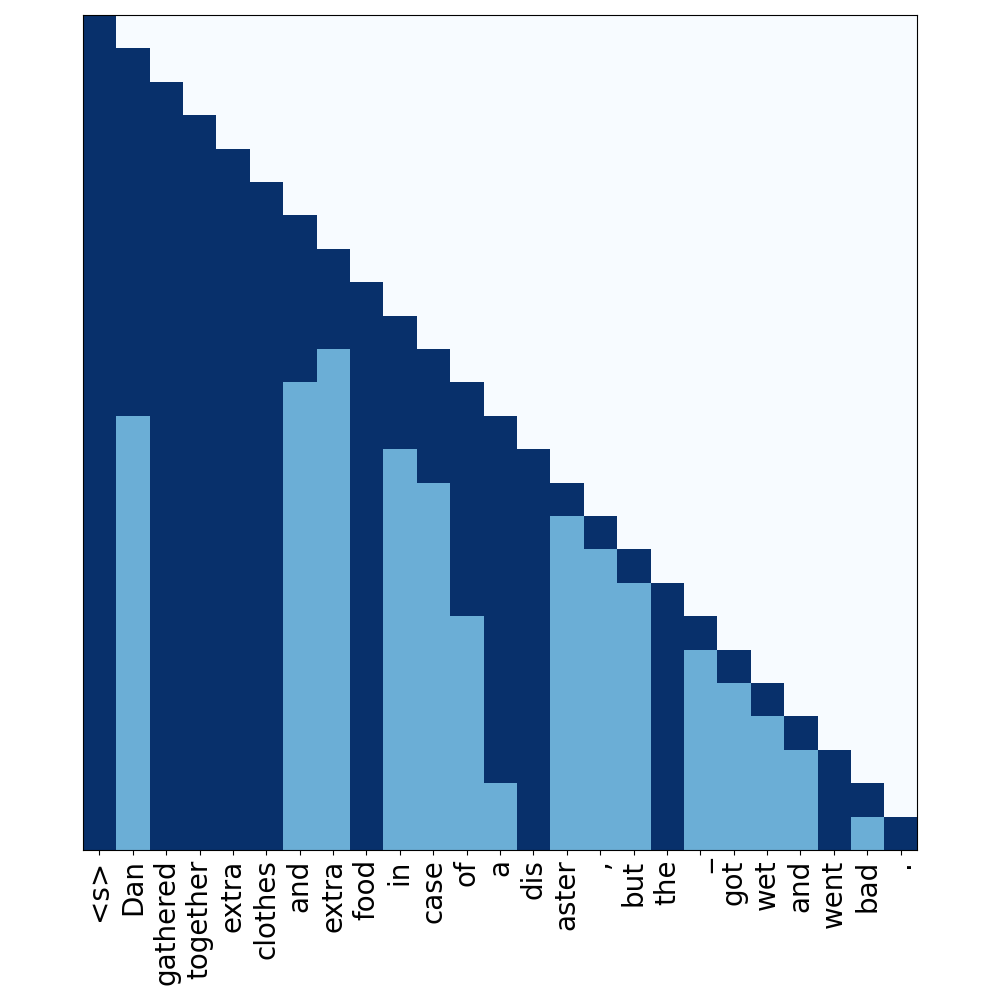 <s> Dan gathered together extra clothes and extra food in case of a dis aster , but the _ got wet and went bad .